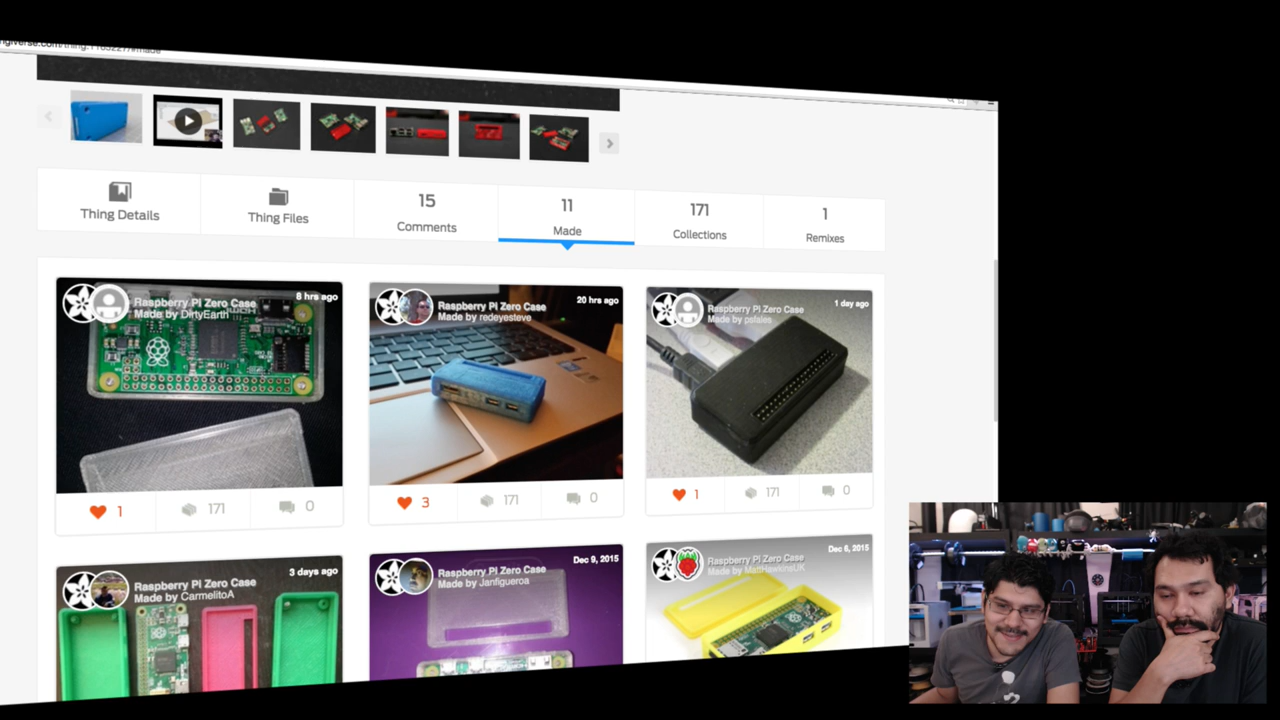 Thing Details
Thing Files
15
Comments
11
Made
171
Collections
1
Remixes
Raspberry Pi Zero Case
Made by DirtyEarth
8 hrs ago
1
171
0
Raspberry Pi Zero Case
Made by redeyesteve
20 hrs ago
3
171
0
Raspberry Pi Zero Case
Made by psfales
1 day ago
1
171
0
Raspberry Pi Zero Case
Made by CarmelitoA
3 days ago
Raspberry Pi Zero Case
Made by Janfigueroa
Dec 9, 2015
Raspberry Pi Zero Case
Made by MattHawkinsUK
Dec 6, 2015